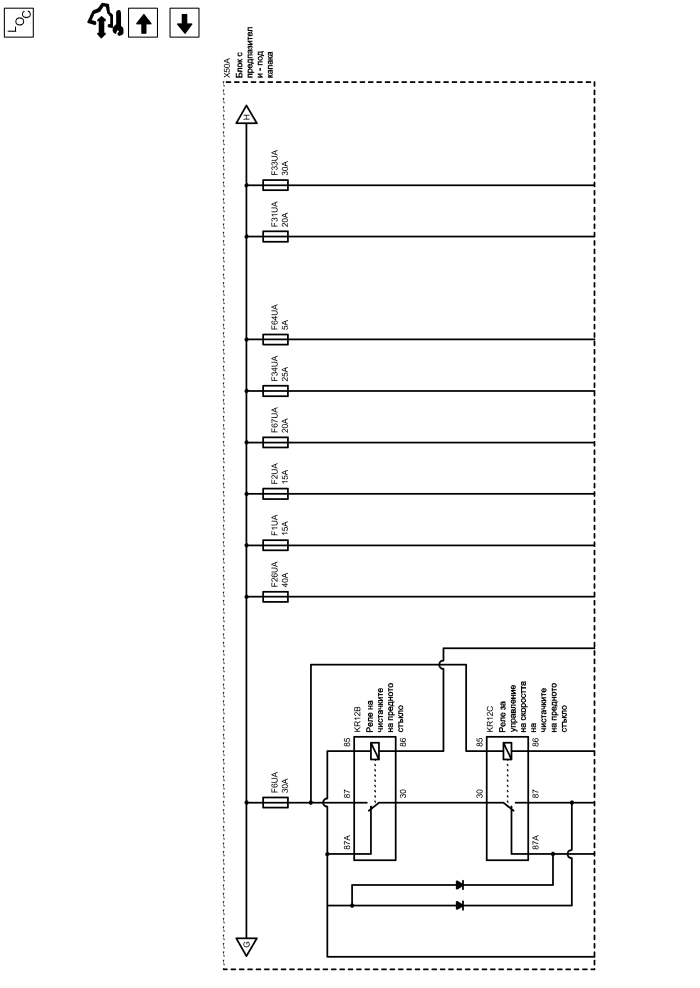 LOC
X50A
Блок с
предпазител
и - под
капака
H
F33UA
30A
F31UA
20A
F64UA
5A
F34UA
25A
F67UA
20A
F2UA
15A
F1UA
15A
F26UA
40A
F6UA
30A
KR12B
Реле на
чистачките
на предното
стъкло
85
86
87
30
87A
KR12C
Реле за
управление
на скоростта
на
чистачките
на предното
стъкло
85
86
30
87
87A
G